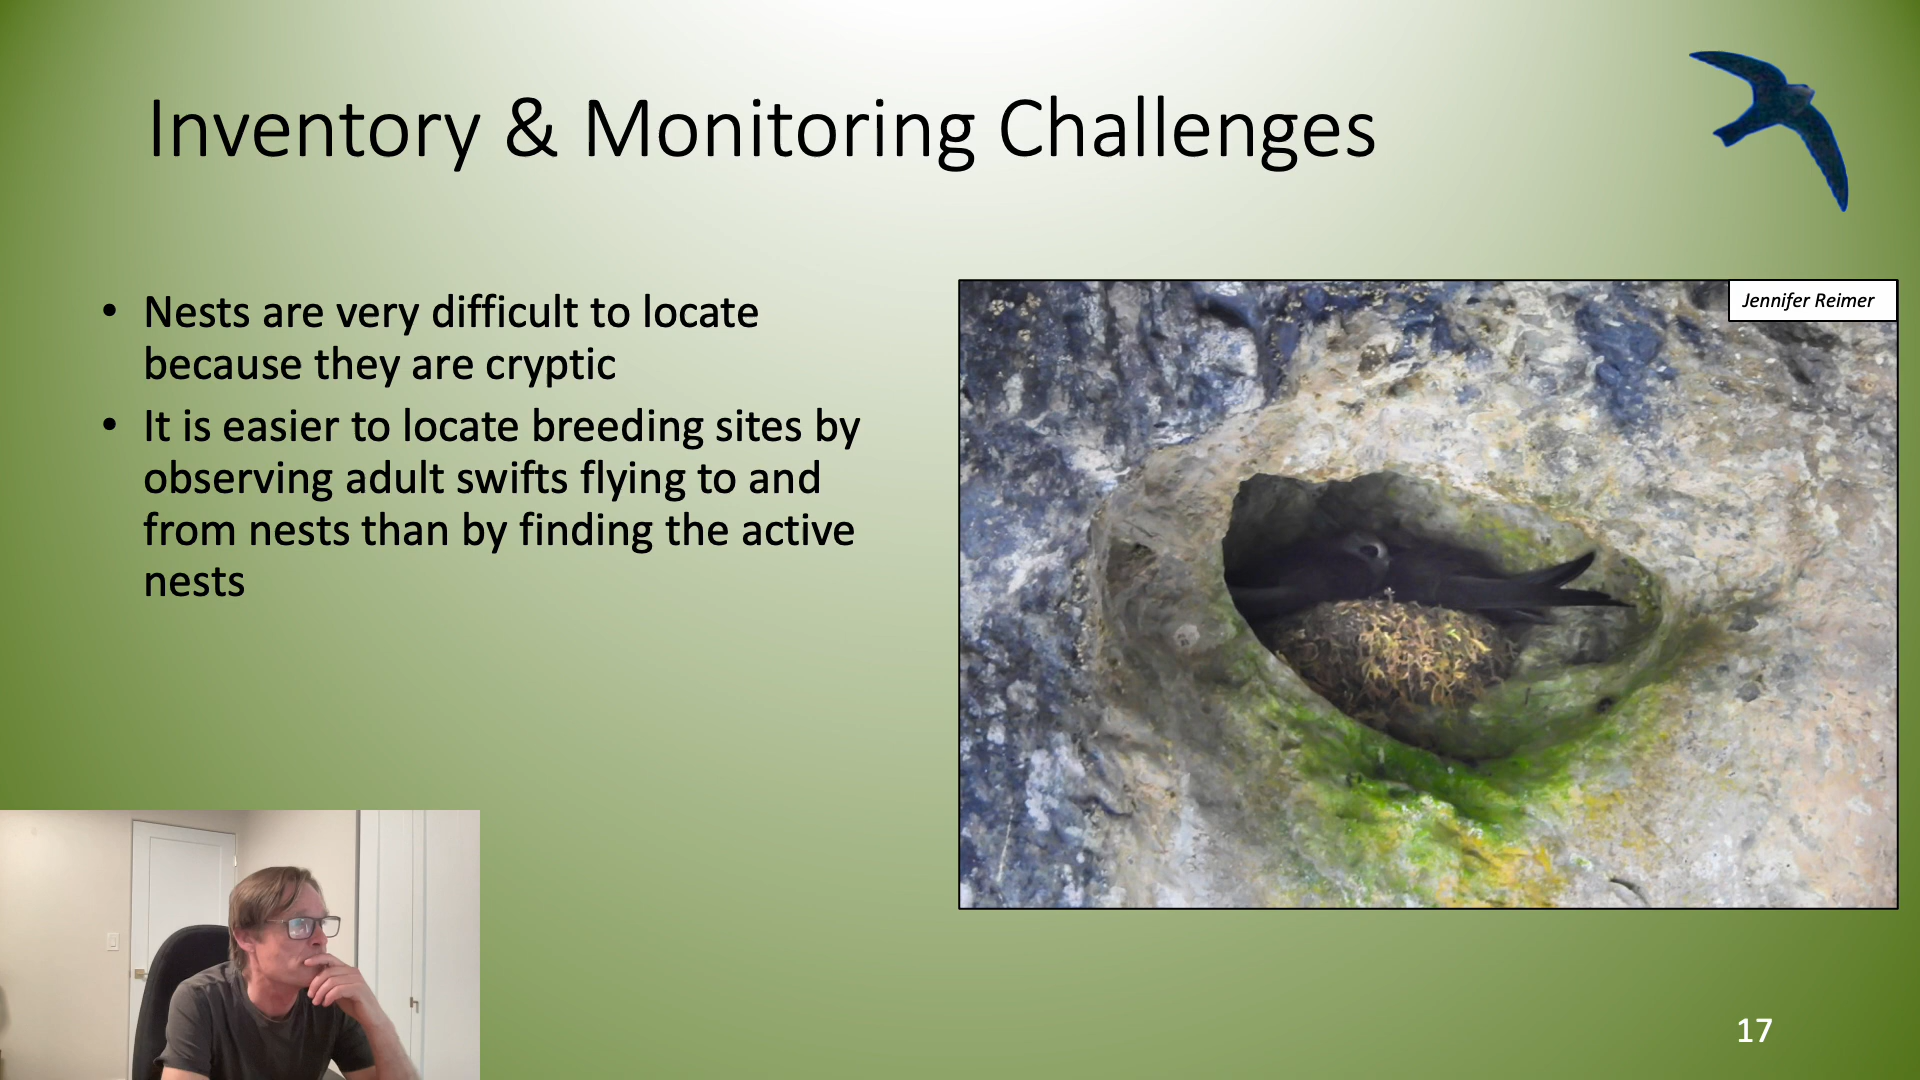 Inventory & Monitoring Challenges
Jennifer Reimer
• Nests are very difficult to locate
because they are cryptic
• It is easier to locate breeding sites by
observing adult swifts flying to and
from nests than by finding the active
nests
17